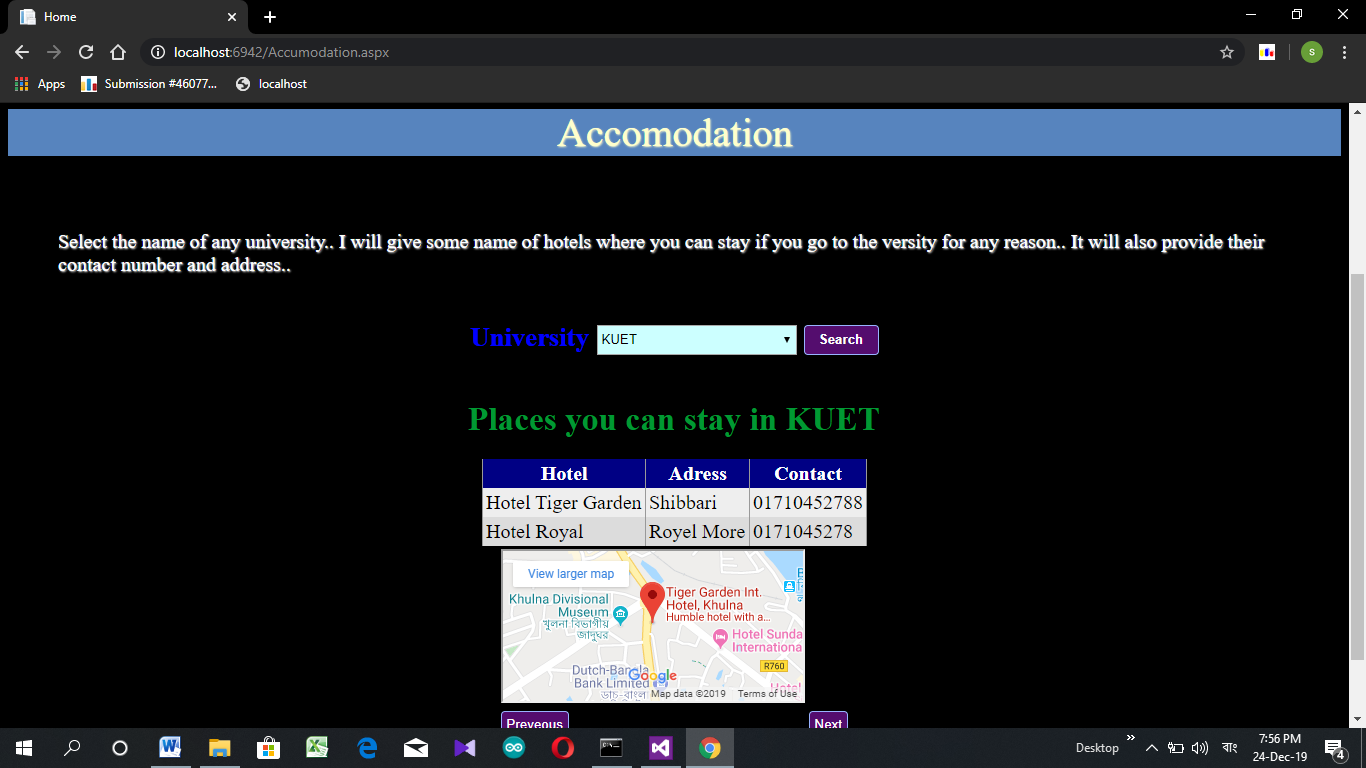 Home
localhost:6942/Accumodation.aspx
S
Apps Submission #46077... localhost
Accomodation
Select the name of any university.. I will give some name of hotels where you can stay if you go to the versity for any reason.. It will also provide their
contact number and address..
University KUET Search
Places you can stay in KUET
Hotel Adress Contact
Hotel Tiger Garden Shibbari 01710452788
Hotel Royal Royel More 0171045278
View larger map
Tiger Garden Int.
Hotel, Khulna
Humble hotel with a...
Khulna Divisional
Museum
খুলনা বিভাগীয়
জাদুঘর
Hotel Sunda
Internationa
R760
Dutch-Bangla
Bank Limited
ডাচ-বাংলা
Google
Map data ©2019 Terms of Use
Hotel
Preveous Next
Desktop
বাং
7:56 PM
24-Dec-19
4